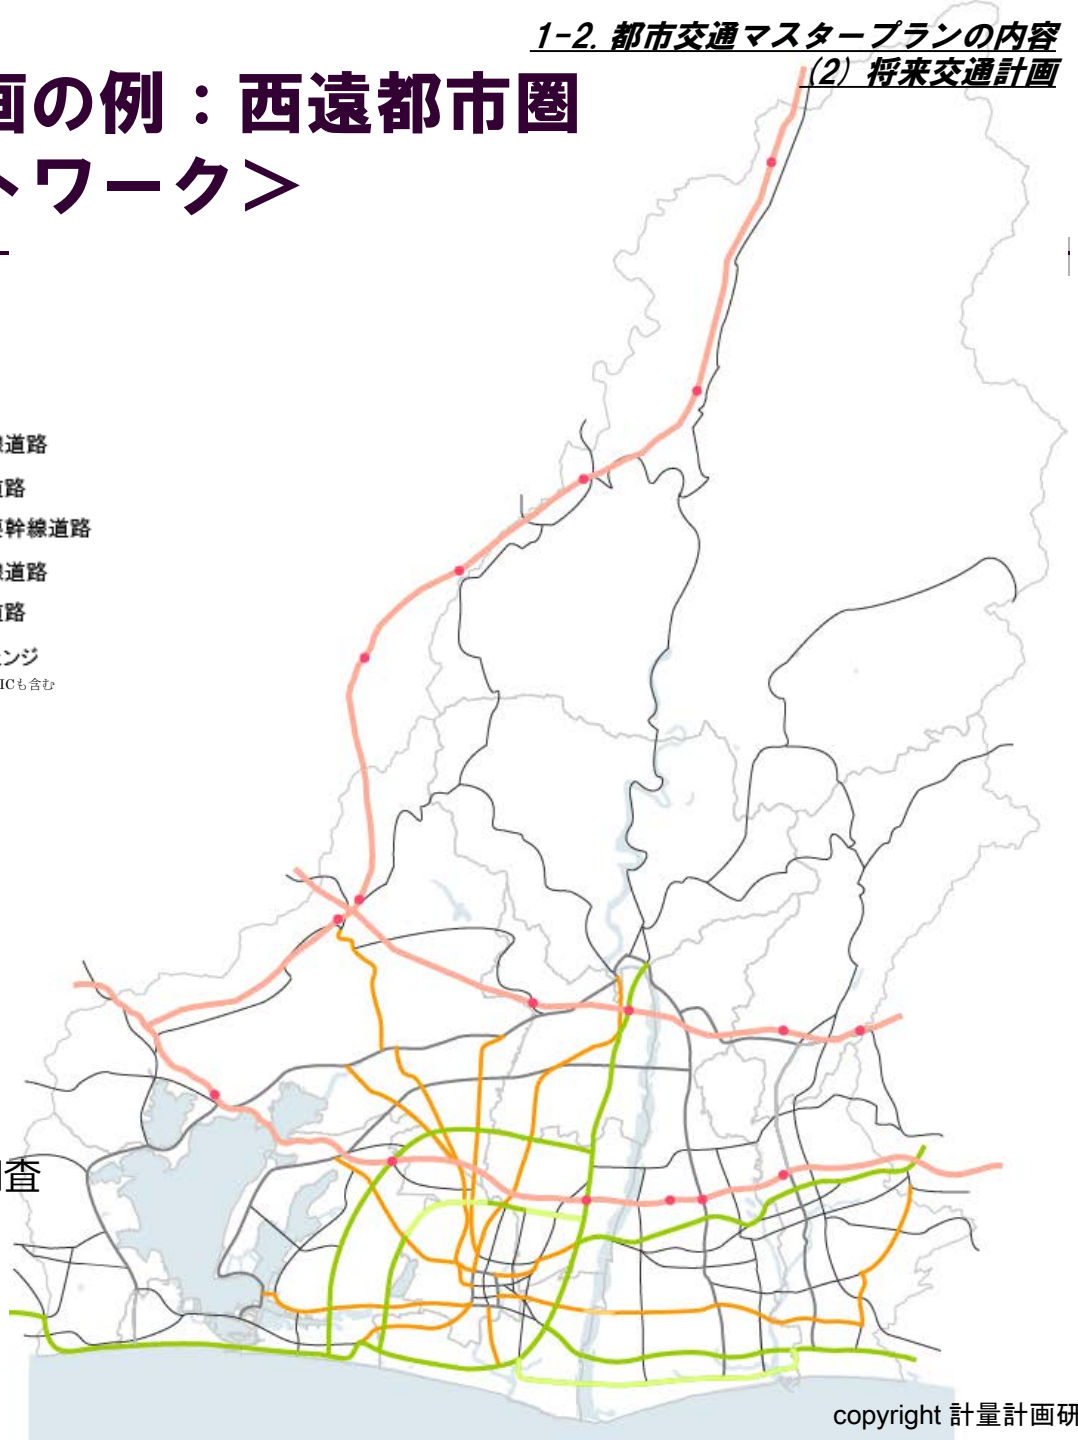 1-2. 都市交通マスタープランの内容
(2) 将来交通計画
画の例：西遠都市圏
トワーク＞
線道路
道路
要幹線道路
線道路
道路
ェンジ
ICも含む
査
copyright 計量計画研